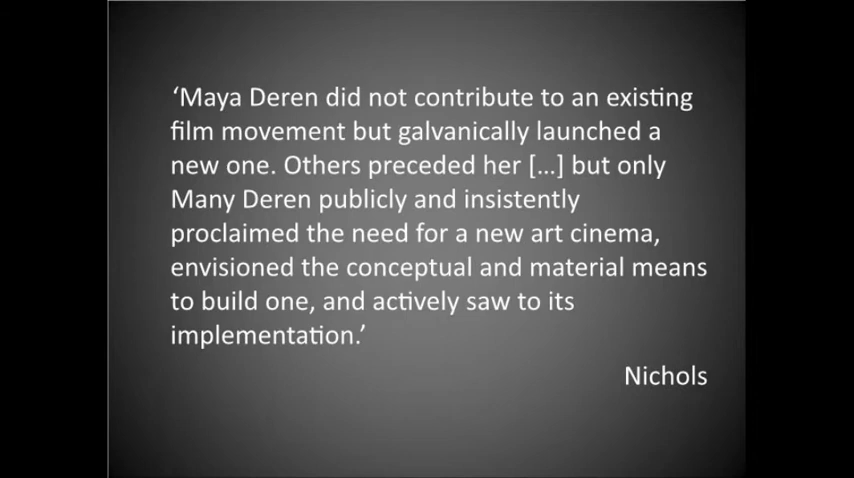 ‘Maya Deren did not contribute to an existing
film movement but galvanically launched a
new one. Others preceded her […] but only
Many Deren publicly and insistently
proclaimed the need for a new art cinema,
envisioned the conceptual and material means
to build one, and actively saw to its
implementation.’
Nichols